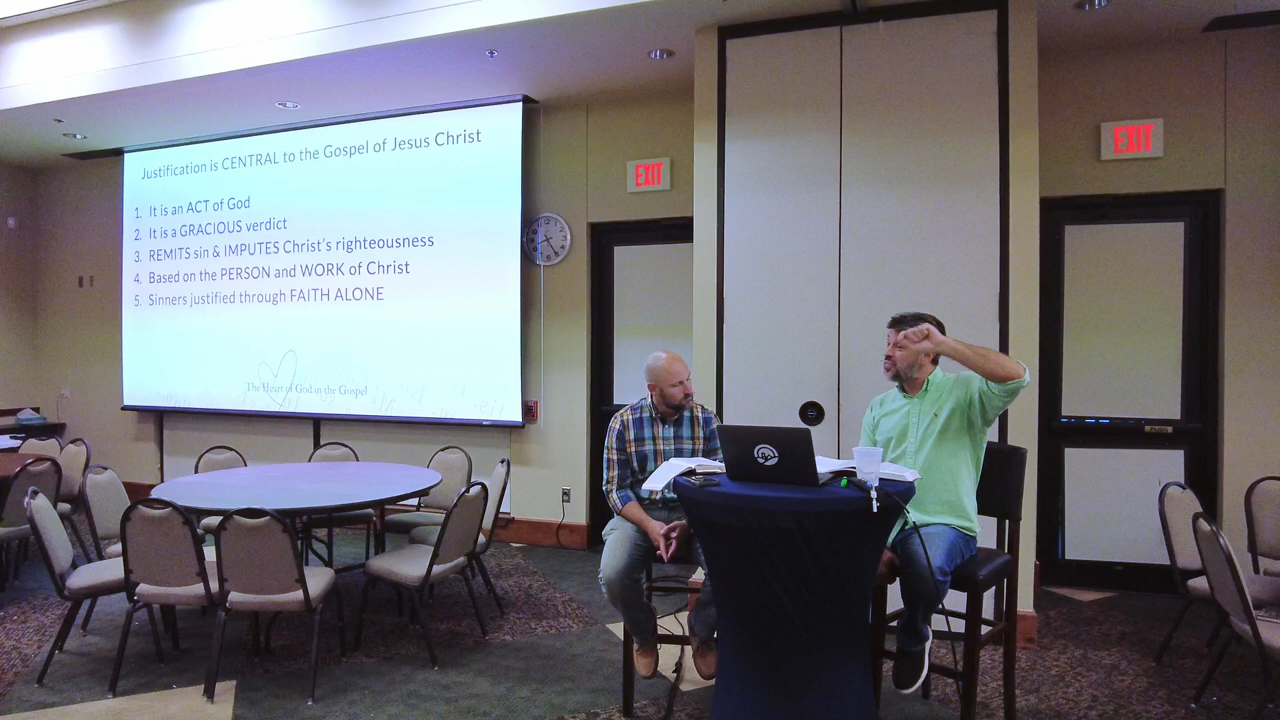 Justification is CENTRAL to the Gospel of Jesus Christ
1. It is an ACT of God
2. It is a GRACIOUS verdict
3. REMITS sin & IMPUTES Christ's righteousness
4. Based on the PERSON and WORK of Christ
5. Sinners justified through FAITH ALONE
The Heart of God in the Gospel
EXIT
EXIT
PUSH